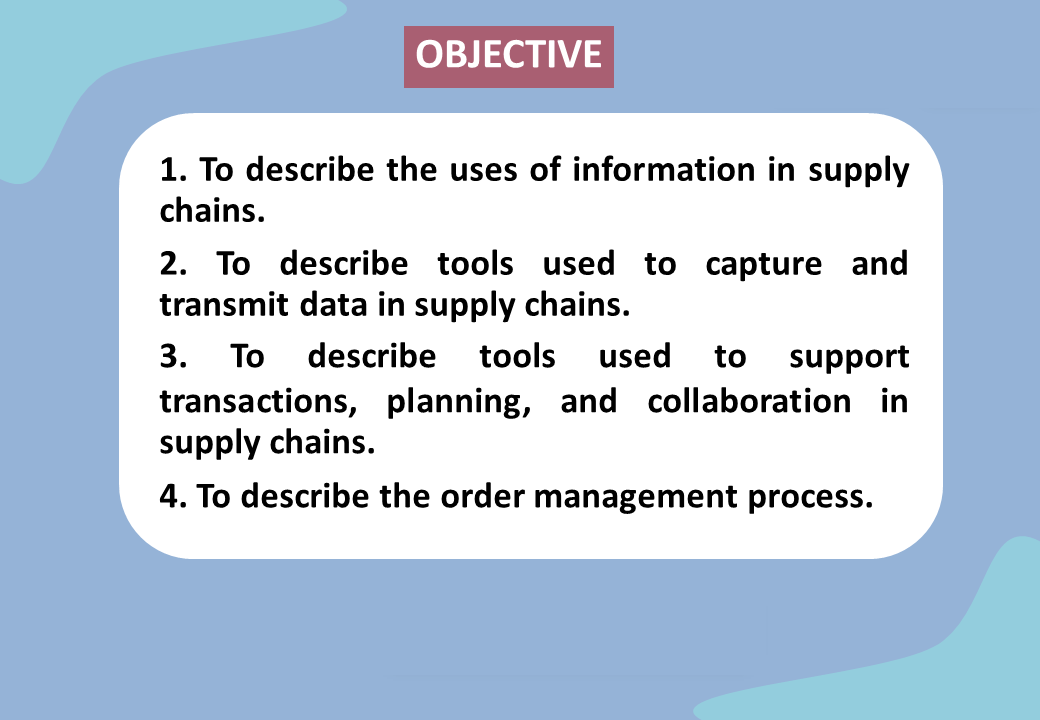 OBJECTIVE
1. To describe the uses of information in supply
chains.
2. To describe tools used to capture and
transmit data in supply chains.
3. To describe tools used to support
transactions, planning, and collaboration in
supply chains.
4. To describe the order management process.